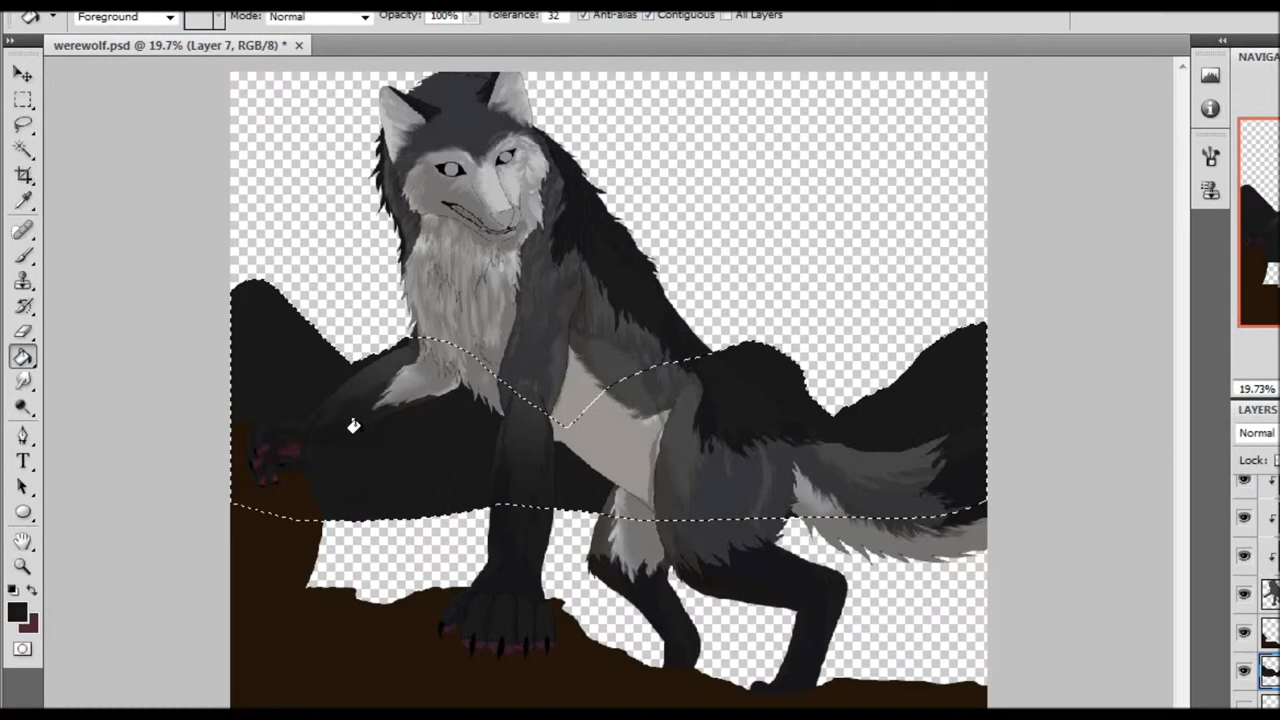 Foreground Mode: Normal Opacity: 100% Tolerance: 32 Anti-alias Contiguous All Layers
werewolf.psd @ 19.7% (Layer 7, RGB/8) * ×
NAVIGA
19.73%
LAYERS
Normal
Lock: